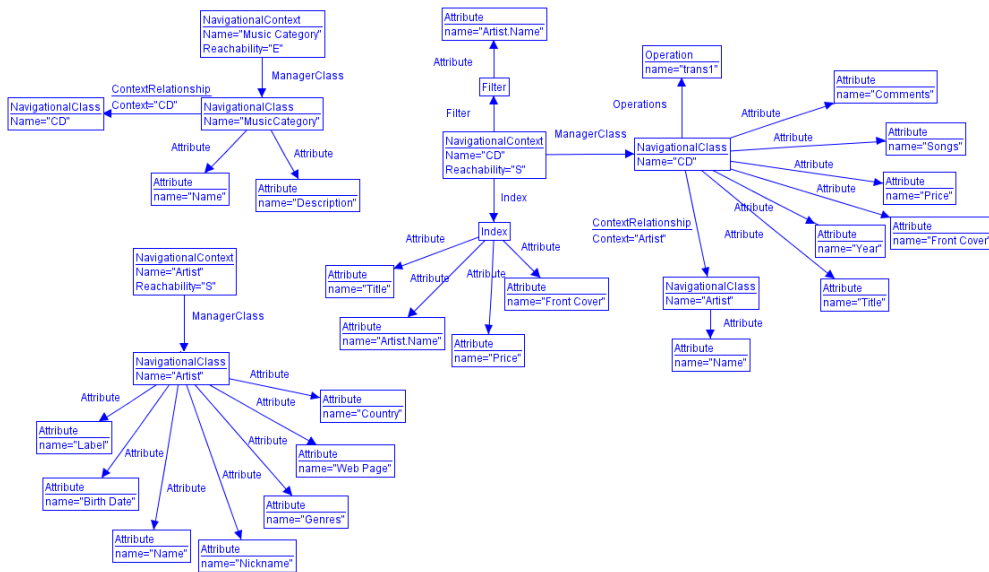 NavigationalContext
Name="Music Category"
Reachability="E"
ManagerClass
ContextRelationship
Context="CD"
NavigationalClass
Name="CD"
NavigationalClass
Name="MusicCategory"
Attribute
Attribute
Attribute
name="Name"
Attribute
name="Description"
Attribute
name="Artist.Name"
Attribute
Filter
Filter
NavigationalContext
Name="CD"
Reachability="S"
ManagerClass
Index
Index
Attribute
Attribute
Attribute
Attribute
Attribute
name="Title"
Attribute
name="Front Cover"
Attribute
name="Artist.Name"
Attribute
name="Price"
Operation
name="trans1"
Operations
NavigationalClass
Name="CD"
Attribute
Attribute
name="Comments"
Attribute
Attribute
name="Songs"
Attribute
Attribute
name="Price"
Attribute
Attribute
name="Front Cover"
Attribute
Attribute
name="Year"
Attribute
Attribute
name="Title"
ContextRelationship
Context="Artist"
NavigationalClass
Name="Artist"
Attribute
Attribute
name="Name"
NavigationalContext
Name="Artist"
Reachability="S"
ManagerClass
NavigationalClass
Name="Artist"
Attribute
Attribute
Attribute
Attribute
name="Country"
Attribute
name="Label"
Attribute
Attribute
Attribute
name="Web Page"
Attribute
Attribute
Attribute
name="Birth Date"
Attribute
name="Genres"
Attribute
name="Name"
Attribute
name="Nickname"